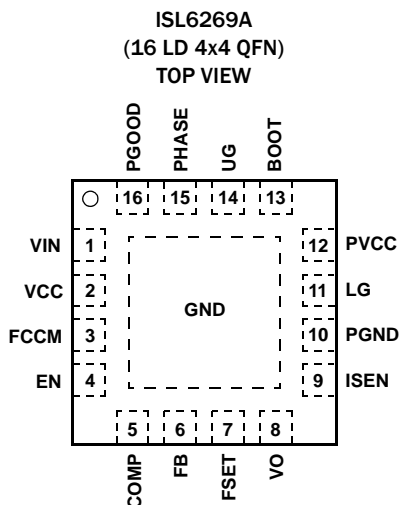 ISL6269A
(16 LD 4x4 QFN)
TOP VIEW
PGOOD
PHASE
UG
BOOT
16
15
14
13
VIN 1
VCC 2
FCCM 3
EN 4
GND
12 PVCC
11 LG
10 PGND
9 ISEN
5
6
7
8
COMP
FB
FSET
VO